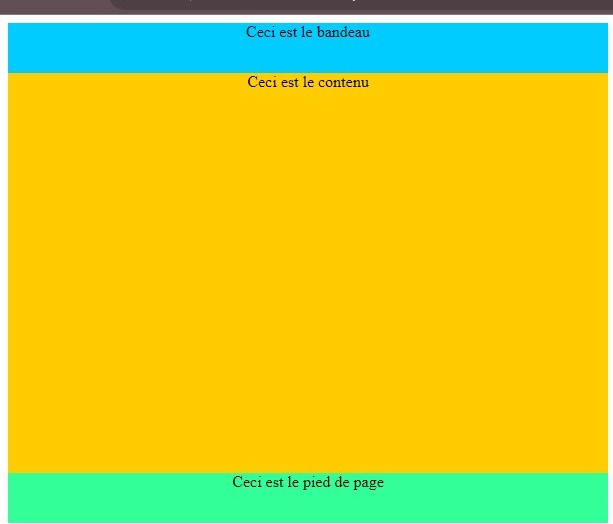 Ceci est le bandeau
Ceci est le contenu
Ceci est le pied de page